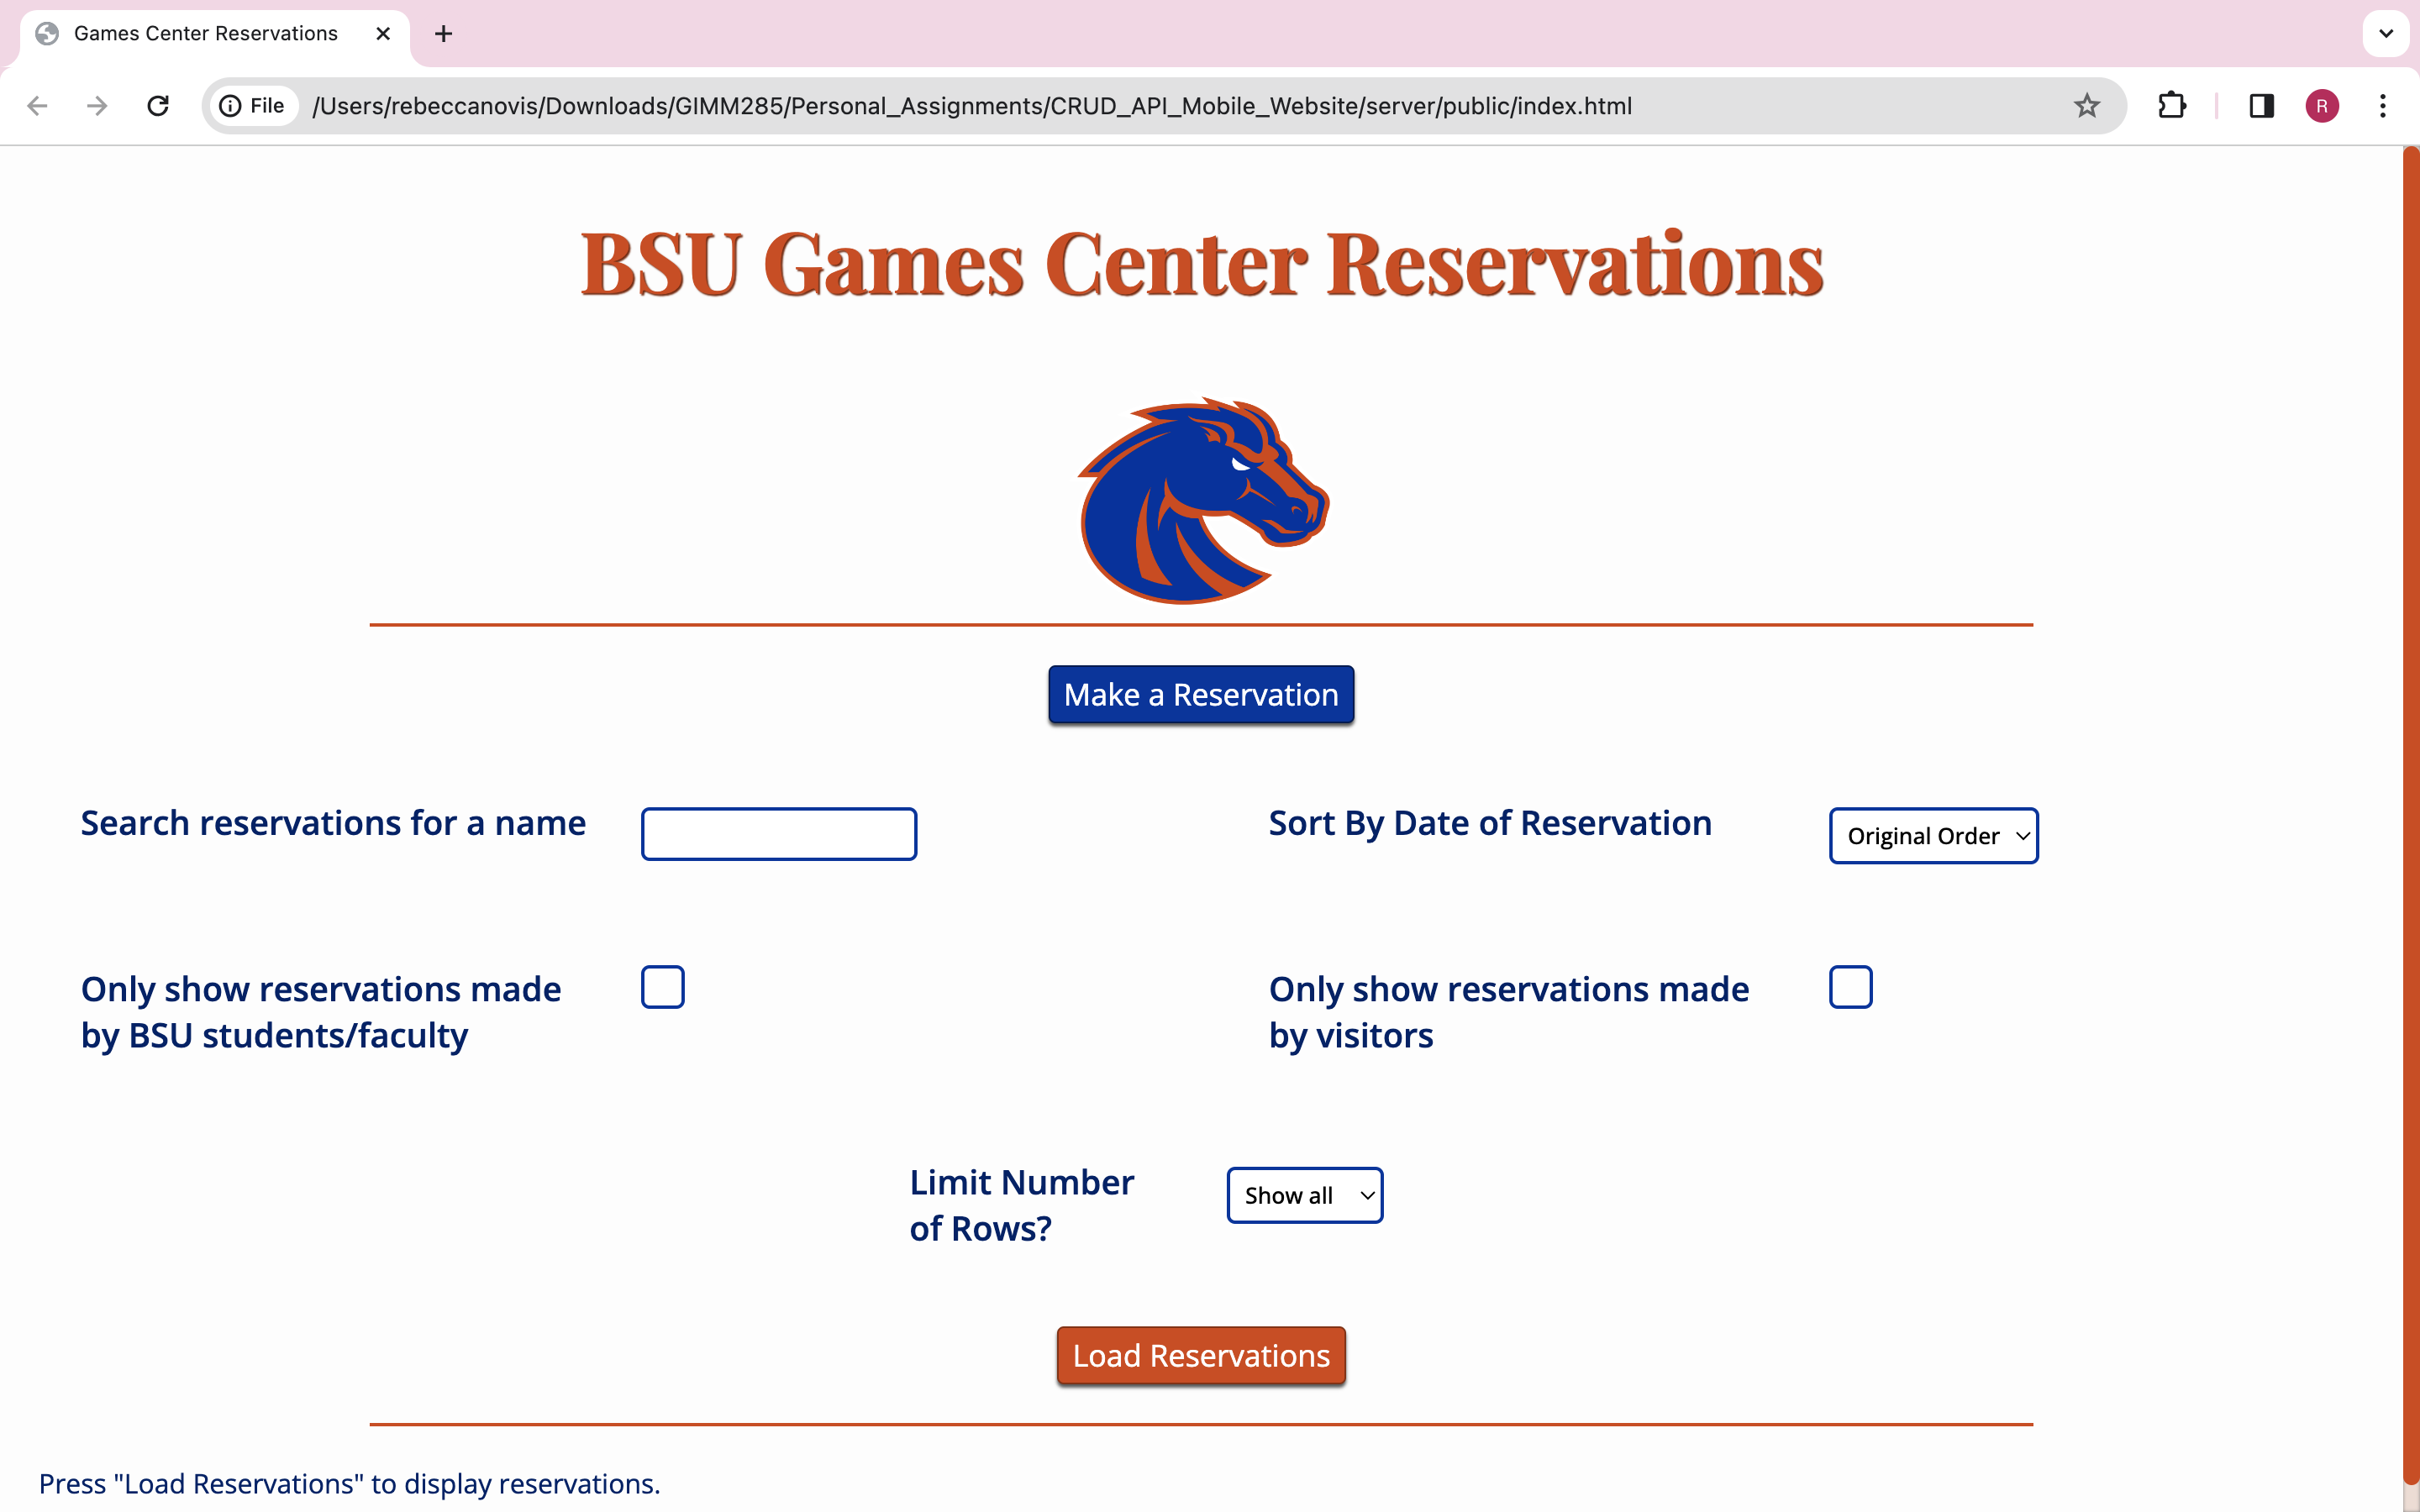 Games Center Reservations
File /Users/rebeccanovis/Downloads/GIMM285/Personal_Assignments/CRUD_API_Mobile_Website/server/public/index.html
R
BSU Games Center Reservations
Make a Reservation
Search reservations for a name
Sort By Date of Reservation
Original Order
Only show reservations made
by BSU students/faculty
Only show reservations made
by visitors
Limit Number
of Rows?
Show all
Load Reservations
Press "Load Reservations" to display reservations.